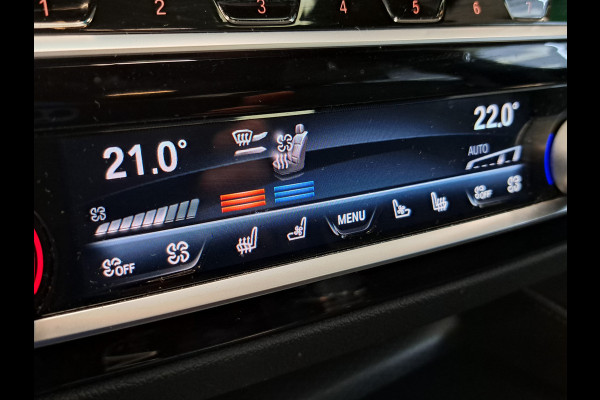 1 2 3 4 5 6 7
21.0° 22.0°
AUTO
OFF MENU OFF